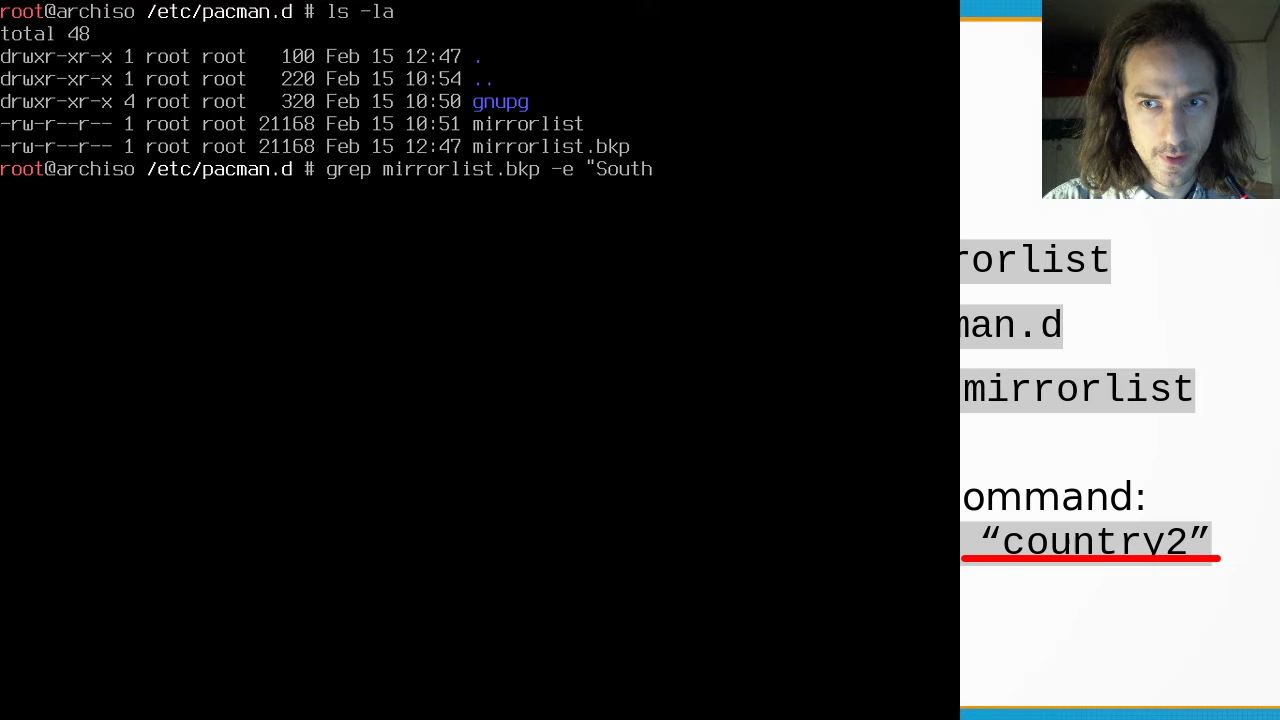 root@archiso /etc/pacman.d # ls -la
total 48
drwxr-xr-x 1 root root   100 Feb 15 12:47 .
drwxr-xr-x 1 root root   220 Feb 15 10:54 ..
drwxr-xr-x 4 root root   320 Feb 15 10:50 gnupg
-rw-r--r-- 1 root root 21168 Feb 15 10:51 mirrorlist
-rw-r--r-- 1 root root 21168 Feb 15 12:47 mirrorlist.bkp
root@archiso /etc/pacman.d # grep mirrorlist.bkp -e "South
rorlist
man.d
mirrorlist
ommand:
“country2”